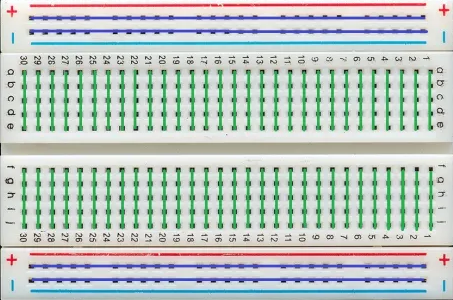 + +
− −
30 29 28 27 26 25 24 23 22 21 20 19 18 17 16 15 14 13 12 11 10 9 8 7 6 5 4 3 2 1
a a
b b
c c
d d
e e
f f
g g
h h
i i
j j
30 29 28 27 26 25 24 23 22 21 20 19 18 17 16 15 14 13 12 11 10 9 8 7 6 5 4 3 2 1
+ +
− −